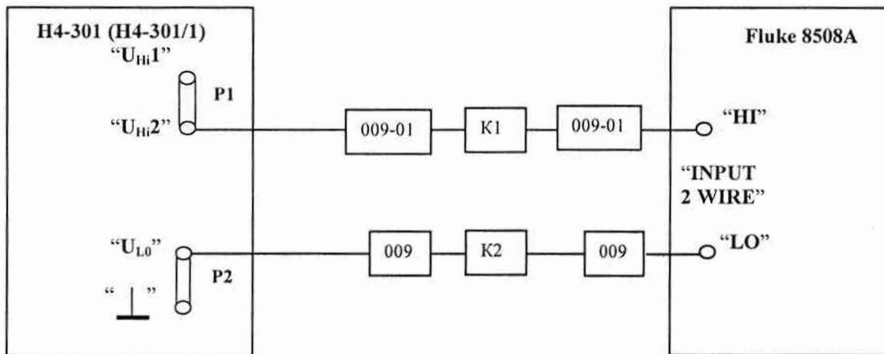 H4-301 (H4-301/1)
“UHi1”
P1
“UHi2”
“UL0”
P2
“ ”
009-01
K1
009-01
009
K2
009
Fluke 8508A
“HI”
“INPUT
2 WIRE”
“LO”